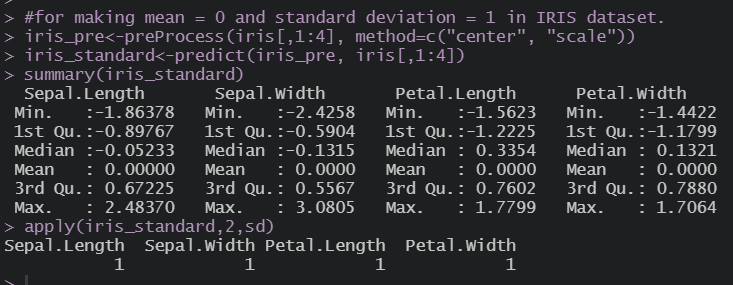 > #for making mean = 0 and standard deviation = 1 in IRIS dataset.
> iris_pre<-preProcess(iris[,1:4], method=c("center", "scale"))
> iris_standard<-predict(iris_pre, iris[,1:4])
> summary(iris_standard)
  Sepal.Length       Sepal.Width       Petal.Length      Petal.Width
 Min.   :-1.86378   Min.   :-2.4258   Min.   :-1.5623   Min.   :-1.4422
 1st Qu.:-0.89767   1st Qu.:-0.5904   1st Qu.:-1.2225   1st Qu.:-1.1799
 Median :-0.05233   Median :-0.1315   Median : 0.3354   Median : 0.1321
 Mean   : 0.00000   Mean   : 0.0000   Mean   : 0.0000   Mean   : 0.0000
 3rd Qu.: 0.67225   3rd Qu.: 0.5567   3rd Qu.: 0.7602   3rd Qu.: 0.7880
 Max.   : 2.48370   Max.   : 3.0805   Max.   : 1.7799   Max.   : 1.7064
> apply(iris_standard,2,sd)
Sepal.Length  Sepal.Width Petal.Length  Petal.Width
           1            1            1            1
>